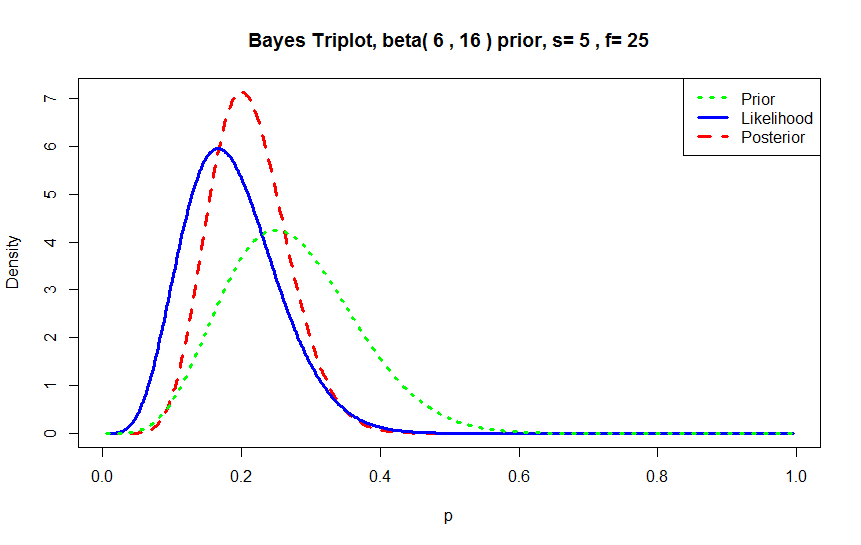 Bayes Triplot, beta( 6 , 16 ) prior, s= 5 , f= 25
Prior
Likelihood
Posterior
7
6
5
4
3
2
1
0
Density
0.0 0.2 0.4 0.6 0.8 1.0
p